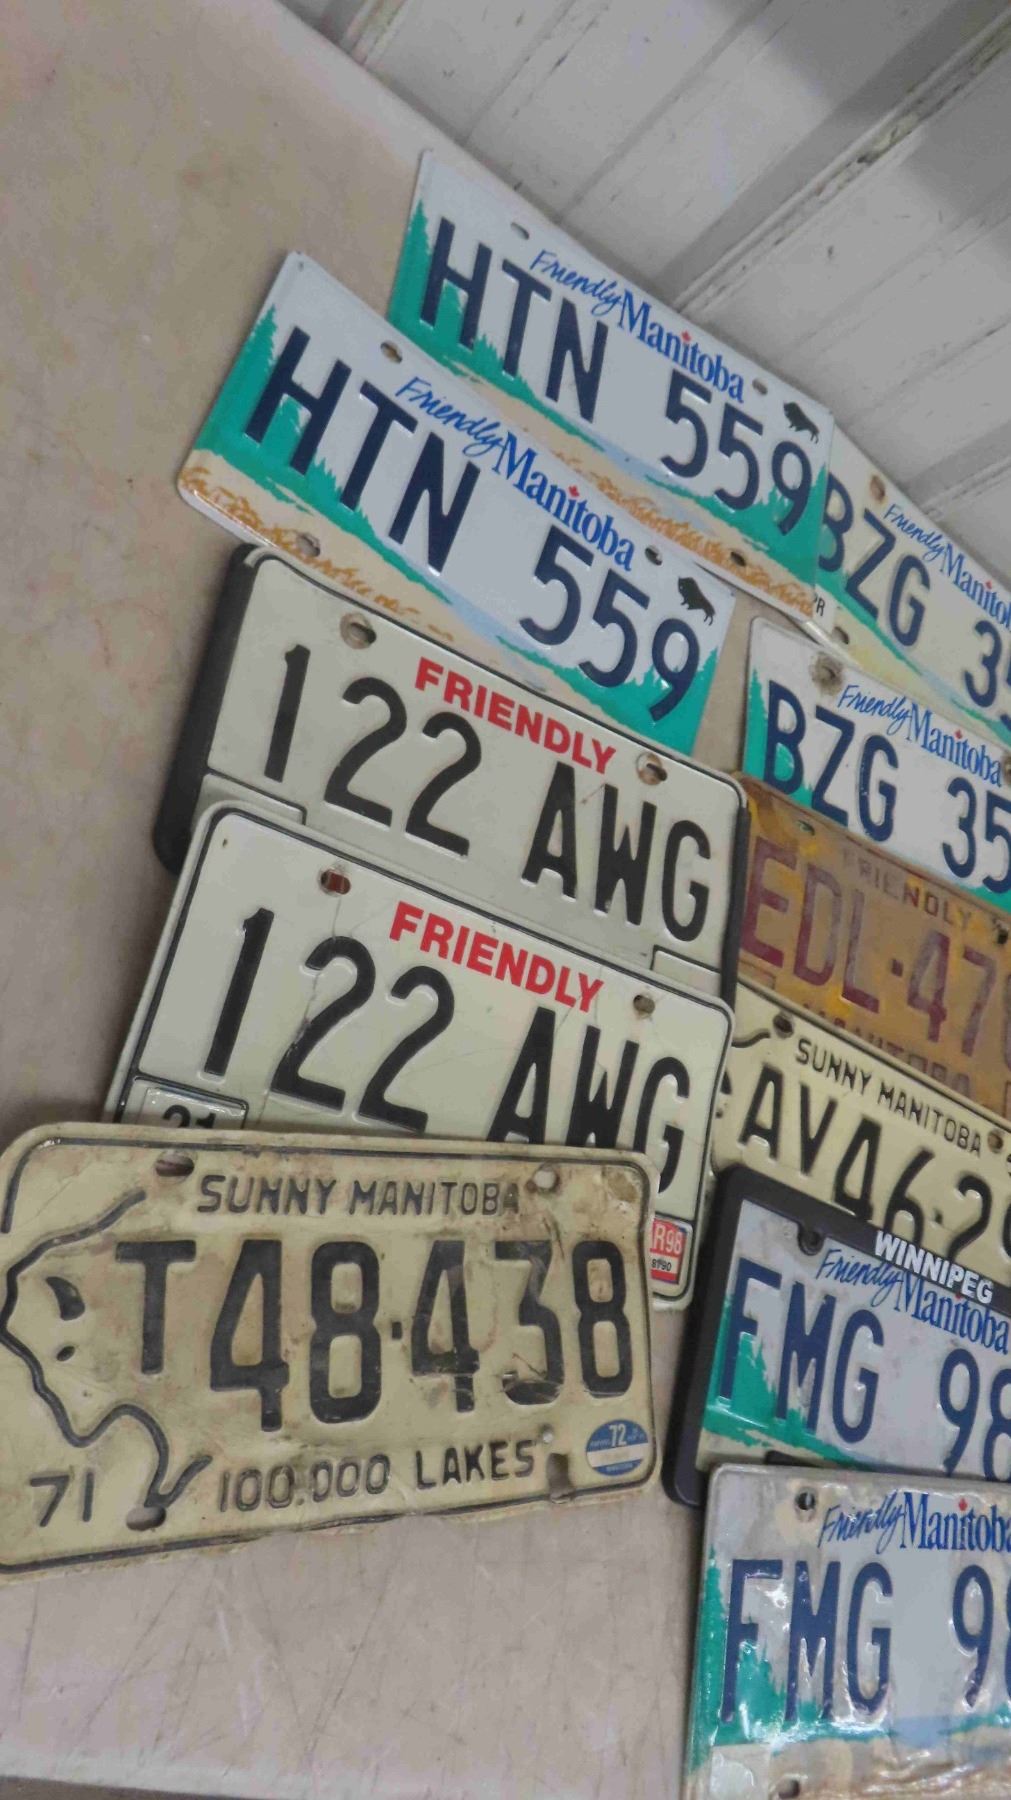 Friendly Manitoba
HTN 559
Friendly Manitoba
HTN 559
FRIENDLY
122 AWG
FRIENDLY
122 AWG
SUNNY MANITOBA
T48·438
71 100.000 LAKES
72
Friendly
BZG
Friendly Manitoba
BZG 35
FRIENDLY
EDL·47
MANITOBA
SUNNY MANITOBA
AV46·2
WINNIPEG
Friendly Manitoba
FMG 98
Friendly Manitoba
FMG 9